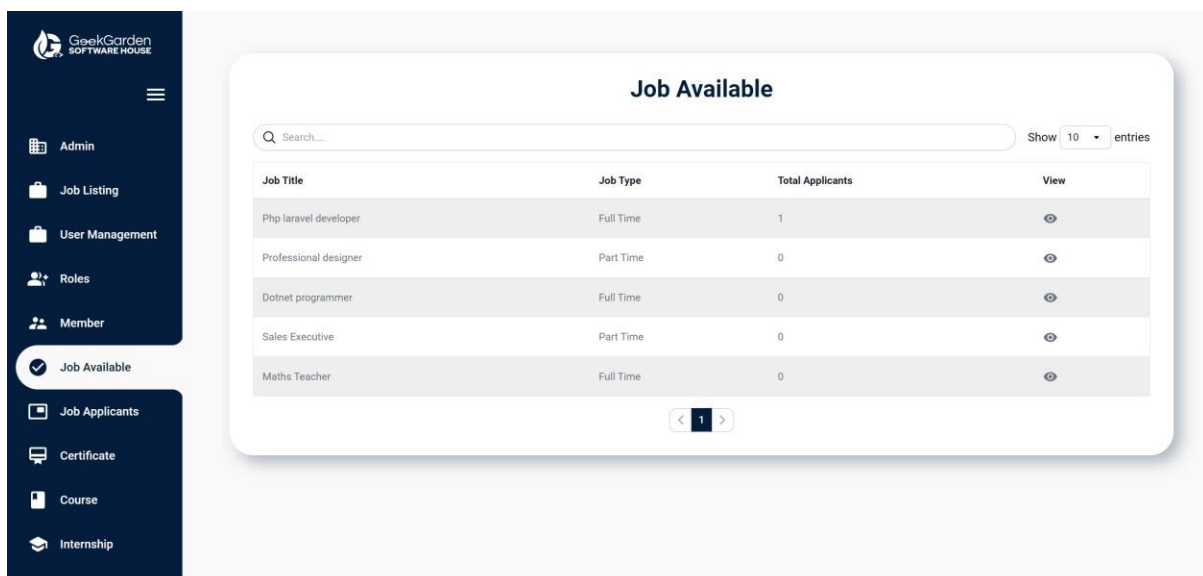 GeekGarden
SOFTWARE HOUSE
Admin
Job Listing
User Management
Roles
Member
Job Available
Job Applicants
Certificate
Course
Internship
Job Available
Search....
Show 10 entries
Job Title Job Type Total Applicants View
Php laravel developer Full Time 1
Professional designer Part Time 0
Dotnet programmer Full Time 0
Sales Executive Part Time 0
Maths Teacher Full Time 0
1